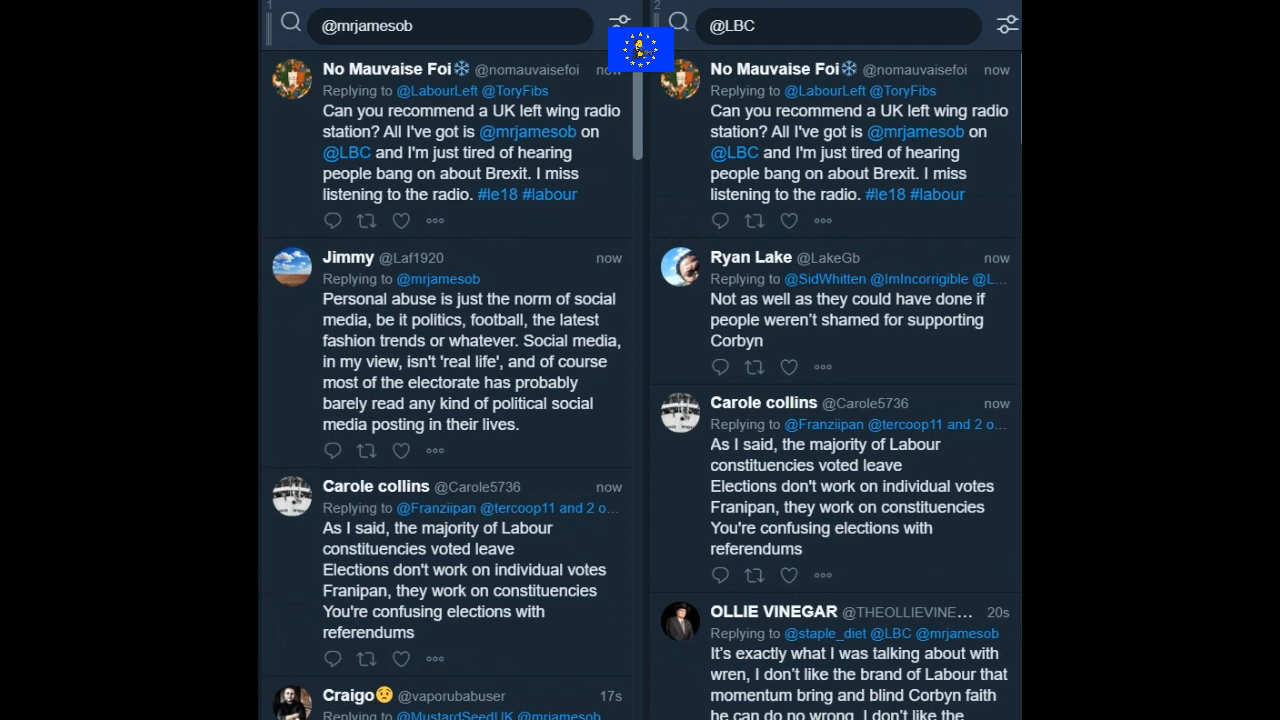 1
@mrjamesob
No Mauvaise Foi❄ @nomauvaisefoi now
Replying to @LabourLeft @ToryFibs
Can you recommend a UK left wing radio
station? All I've got is @mrjamesob on
@LBC and I'm just tired of hearing
people bang on about Brexit. I miss
listening to the radio. #le18 #labour
Jimmy @Laf1920 now
Replying to @mrjamesob
Personal abuse is just the norm of social
media, be it politics, football, the latest
fashion trends or whatever. Social media,
in my view, isn't 'real life', and of course
most of the electorate has probably
barely read any kind of political social
media posting in their lives.
Carole collins @Carole5736 now
Replying to @Franziipan @tercoop11 and 2 o...
As I said, the majority of Labour
constituencies voted leave
Elections don't work on individual votes
Franipan, they work on constituencies
You're confusing elections with
referendums
Craigo😟 @vaporubabuser 17s
Replying to @MustardSeedUK @mrjamesob
2
@LBC
No Mauvaise Foi❄ @nomauvaisefoi now
Replying to @LabourLeft @ToryFibs
Can you recommend a UK left wing radio
station? All I've got is @mrjamesob on
@LBC and I'm just tired of hearing
people bang on about Brexit. I miss
listening to the radio. #le18 #labour
Ryan Lake @LakeGb now
Replying to @SidWhitten @ImIncorrigible @L...
Not as well as they could have done if
people weren't shamed for supporting
Corbyn
Carole collins @Carole5736 now
Replying to @Franziipan @tercoop11 and 2 o...
As I said, the majority of Labour
constituencies voted leave
Elections don't work on individual votes
Franipan, they work on constituencies
You're confusing elections with
referendums
OLLIE VINEGAR @THEOLLIEVINE... 20s
Replying to @staple_diet @LBC @mrjamesob
It's exactly what I was talking about with
wren, I don't like the brand of Labour that
momentum bring and blind Corbyn faith
he can do no wrong. I don't like the